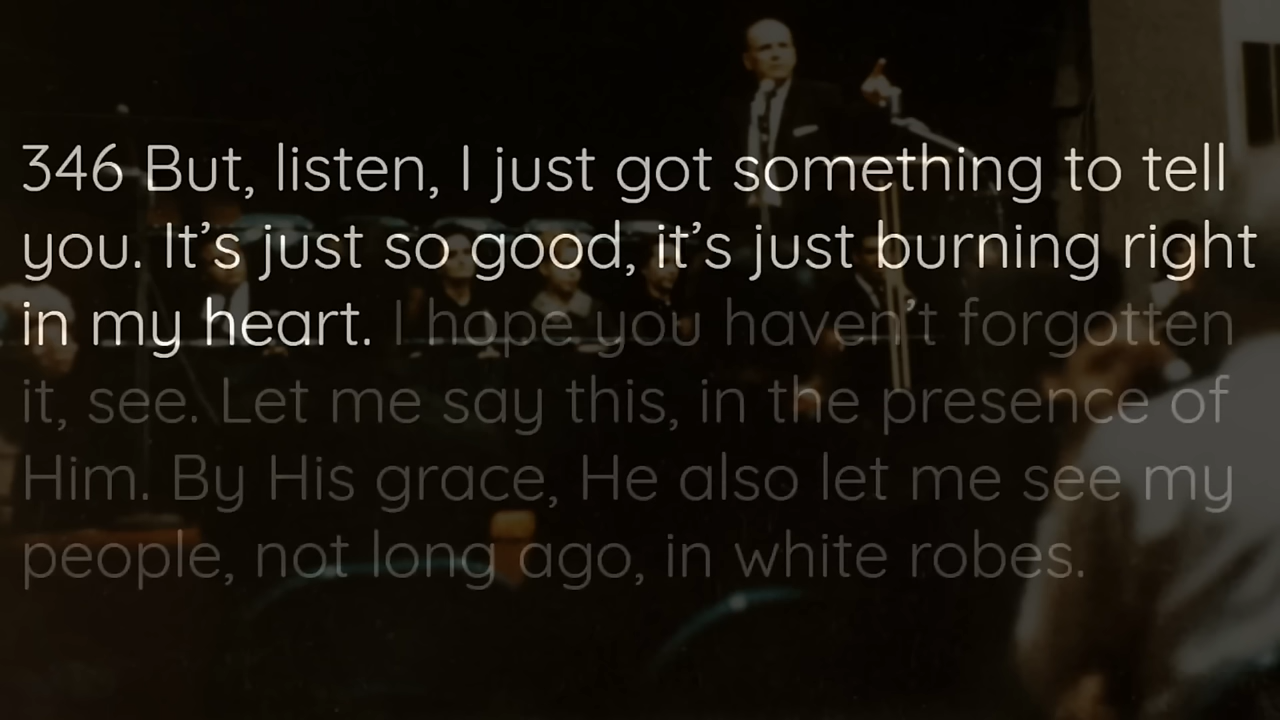 346 But, listen, I just got something to tell
you. It’s just so good, it’s just burning right
in my heart. I hope you haven’t forgotten
it, see. Let me say this, in the presence of
Him. By His grace, He also let me see my
people, not long ago, in white robes.